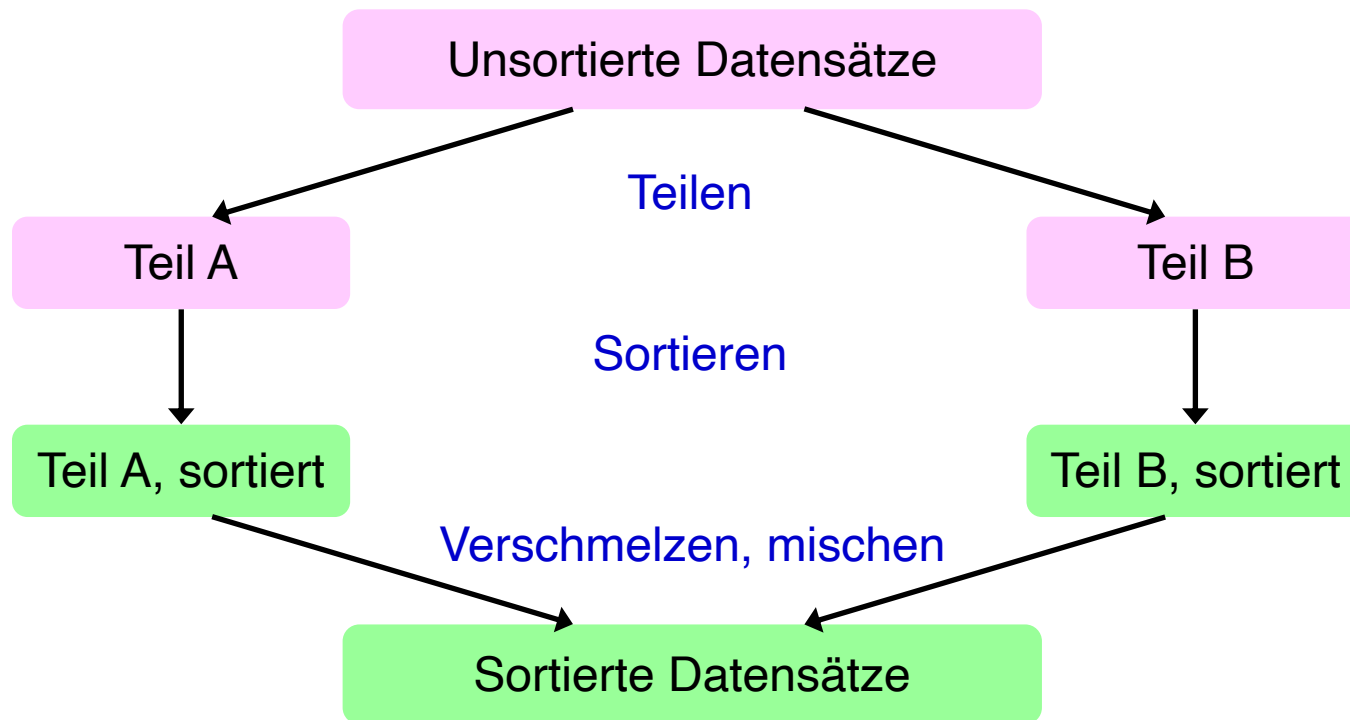 Unsortierte Datensätze
Teilen
Teil A
Teil B
Sortieren
Teil A, sortiert
Teil B, sortiert
Verschmelzen, mischen
Sortierte Datensätze